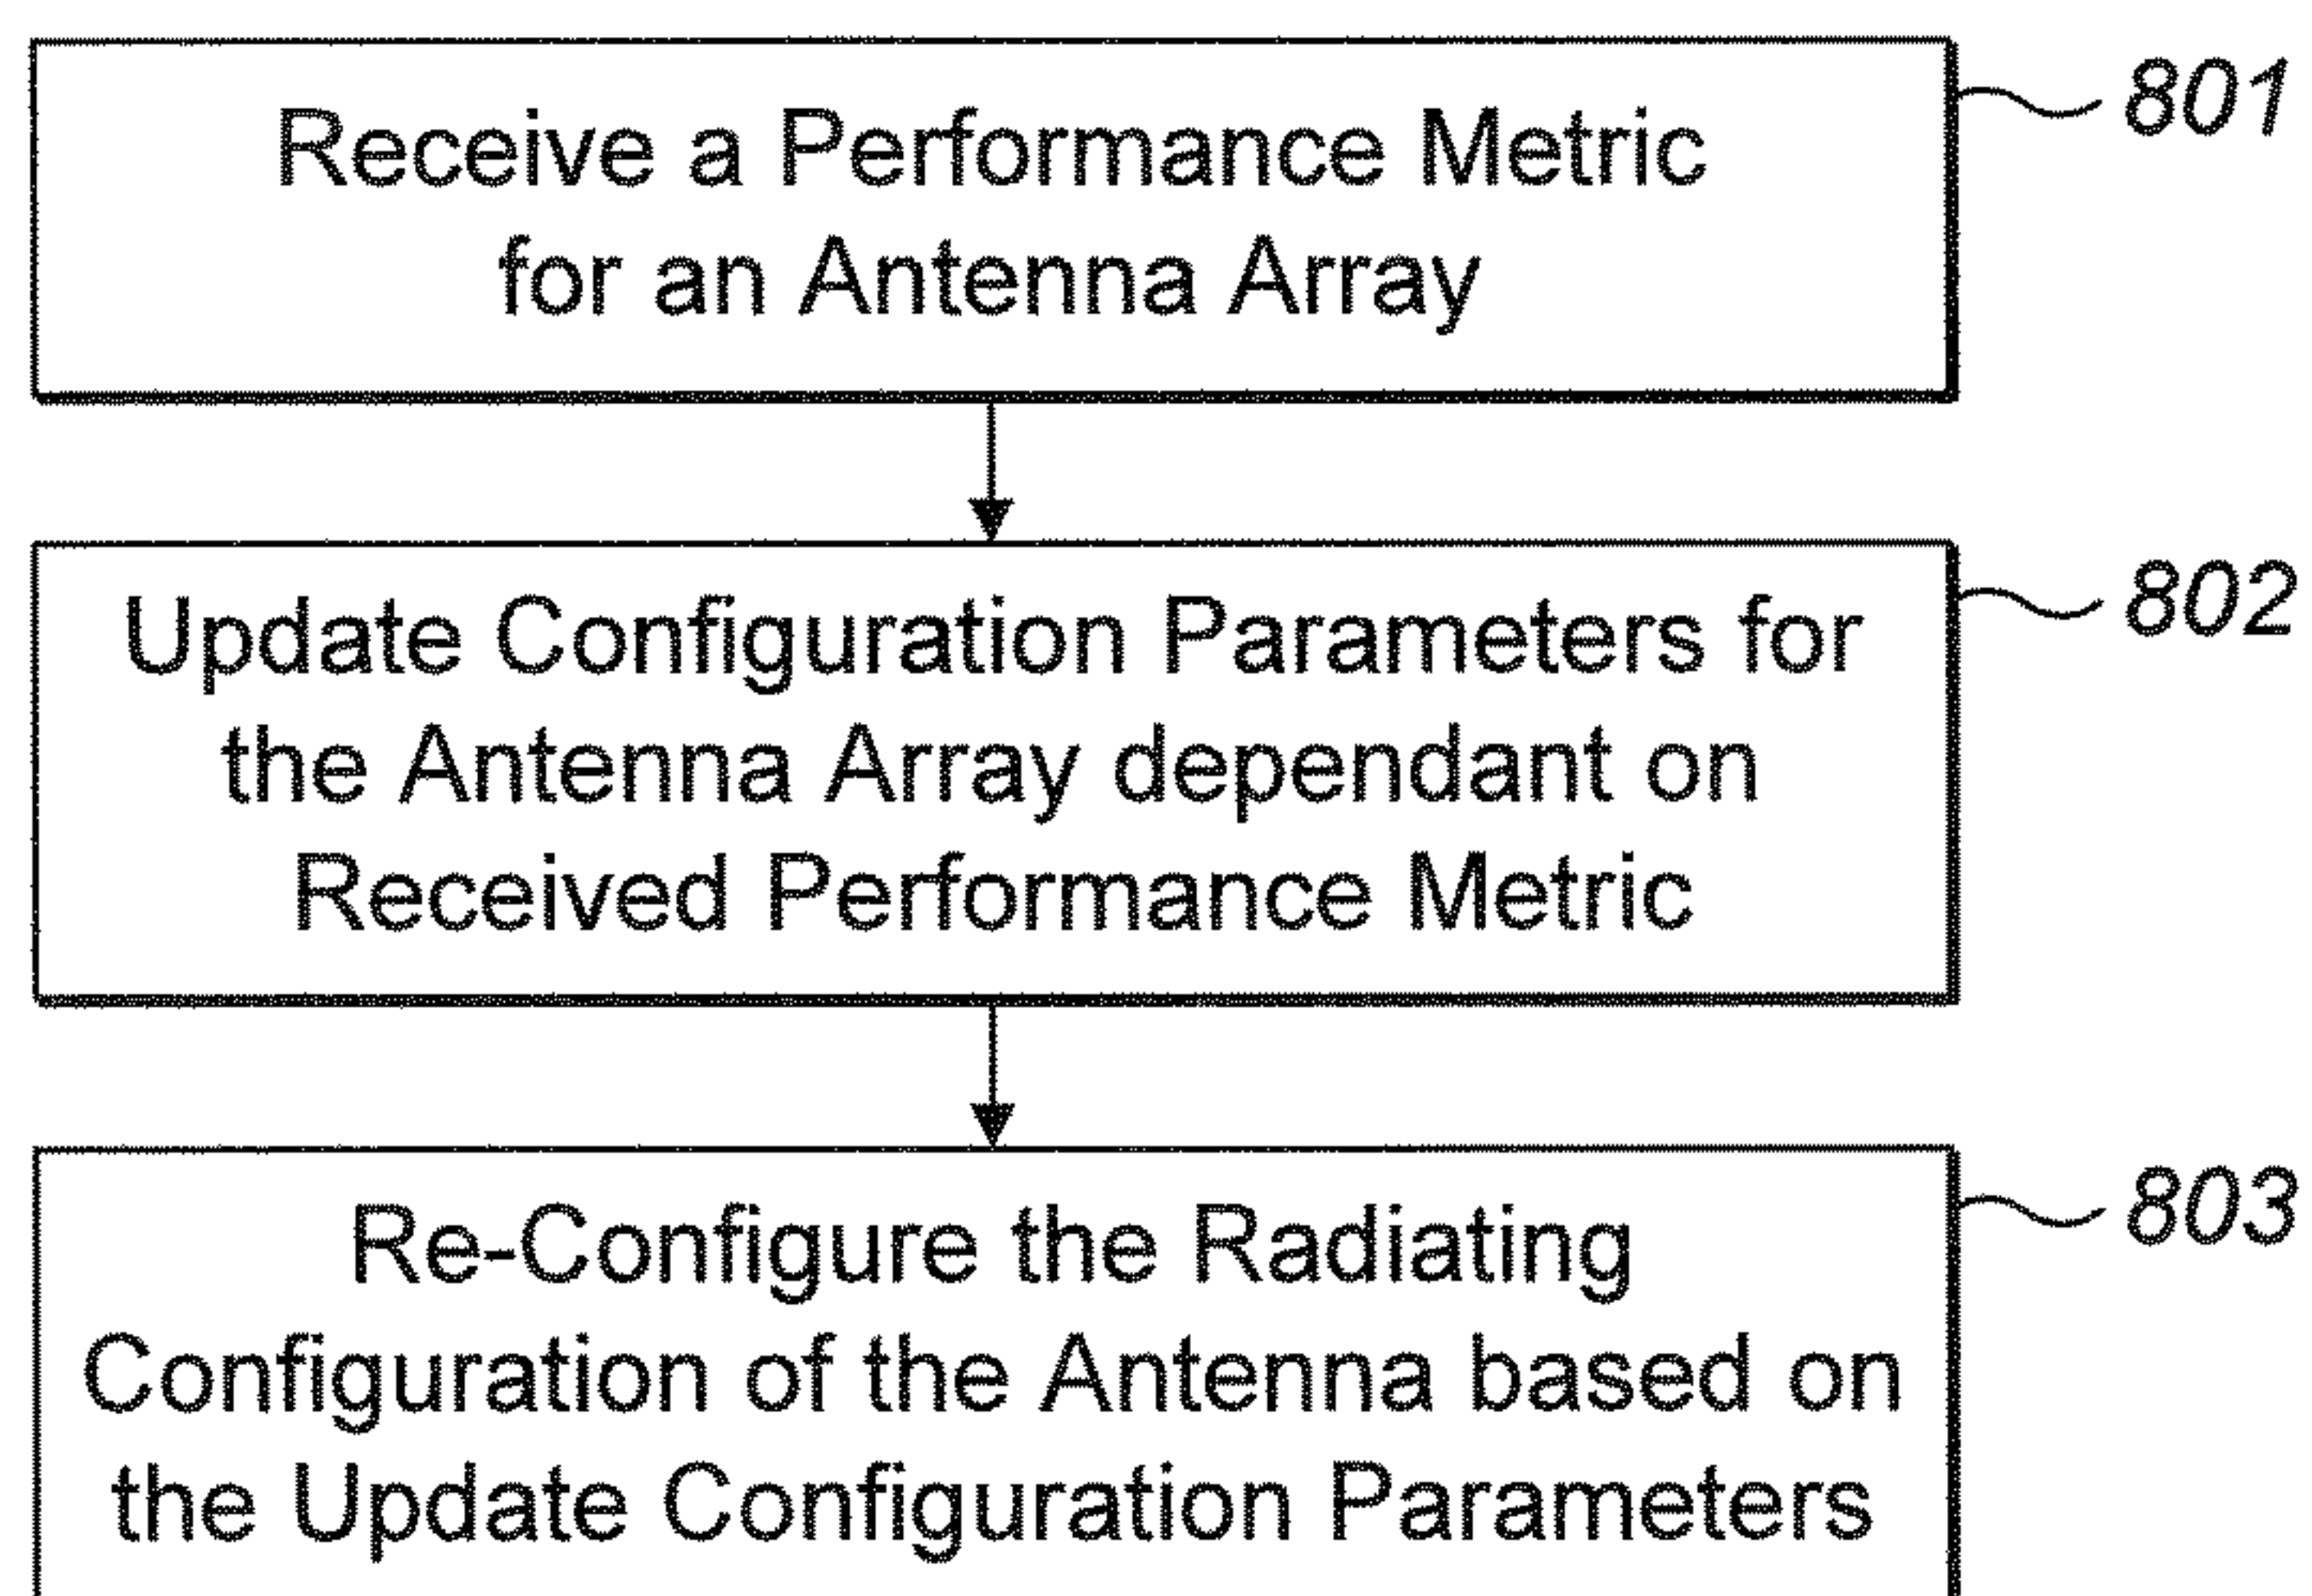 Receive a Performance Metric
for an Antenna Array
801
Update Configuration Parameters for
the Antenna Array dependant on
Received Performance Metric
802
Re-Configure the Radiating
Configuration of the Antenna based on
the Update Configuration Parameters
803